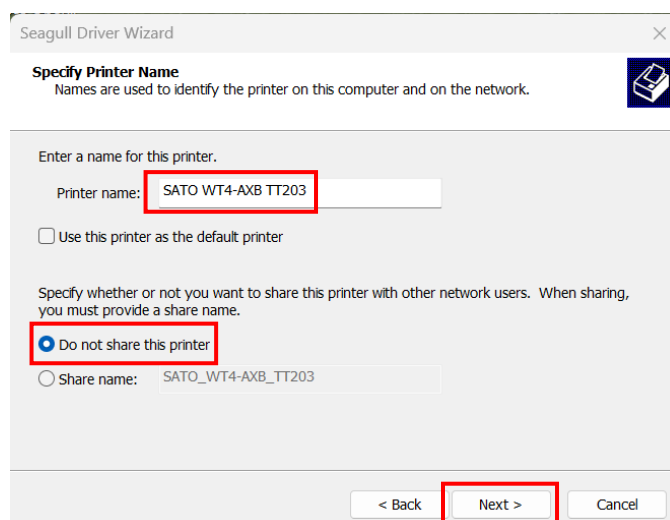 Seagull Driver Wizard
Specify Printer Name
Names are used to identify the printer on this computer and on the network.
Enter a name for this printer.
Printer name: SATO WT4-AXB TT203
Use this printer as the default printer
Specify whether or not you want to share this printer with other network users. When sharing,
you must provide a share name.
Do not share this printer
Share name: SATO_WT4-AXB_TT203
< Back Next > Cancel